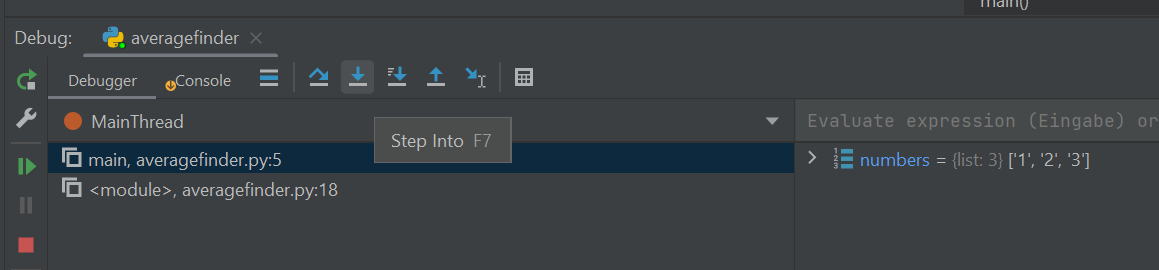 main()
Debug: averagefinder
Debugger Console
MainThread
Evaluate expression (Eingabe) or
Step Into F7
main, averagefinder.py:5
numbers = {list: 3} ['1', '2', '3']
<module>, averagefinder.py:18